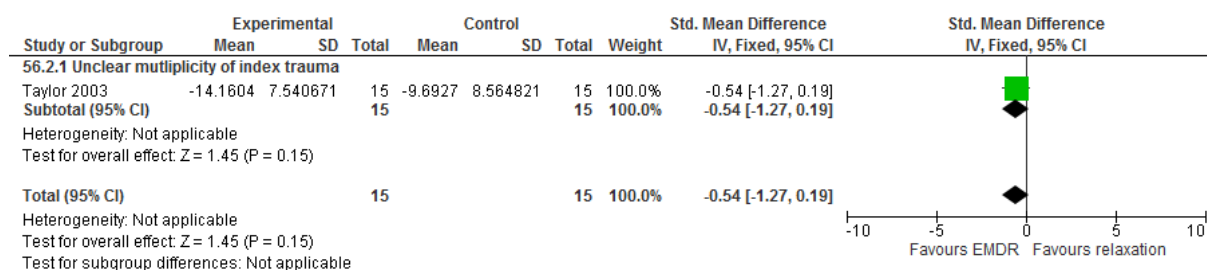 Experimental Control Std. Mean Difference Std. Mean Difference
Study or Subgroup Mean SD Total Mean SD Total Weight IV, Fixed, 95% CI IV, Fixed, 95% CI
56.2.1 Unclear mutliplicity of index trauma
Taylor 2003 -14.1604 7.540671 15 -9.6927 8.564821 15 100.0% -0.54 [-1.27, 0.19]
Subtotal (95% CI) 15 15 100.0% -0.54 [-1.27, 0.19]
Heterogeneity: Not applicable
Test for overall effect: Z = 1.45 (P = 0.15)
Total (95% CI) 15 15 100.0% -0.54 [-1.27, 0.19]
Heterogeneity: Not applicable
Test for overall effect: Z = 1.45 (P = 0.15)
Test for subgroup differences: Not applicable
-10 -5 0 5 10
Favours EMDR Favours relaxation